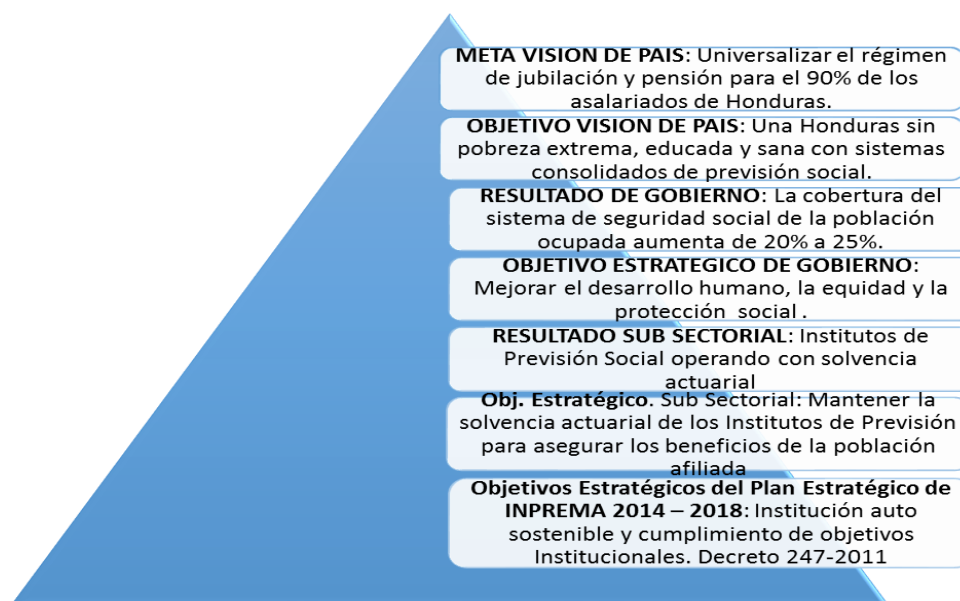 META VISION DE PAIS: Universalizar el régimen
de jubilación y pensión para el 90% de los
asalariados de Honduras.
OBJETIVO VISION DE PAIS: Una Honduras sin
pobreza extrema, educada y sana con sistemas
consolidados de previsión social.
RESULTADO DE GOBIERNO: La cobertura del
sistema de seguridad social de la población
ocupada aumenta de 20% a 25%.
OBJETIVO ESTRATEGICO DE GOBIERNO:
Mejorar el desarrollo humano, la equidad y la
protección social .
RESULTADO SUB SECTORIAL: Institutos de
Previsión Social operando con solvencia
actuarial
Obj. Estratégico. Sub Sectorial: Mantener la
solvencia actuarial de los Institutos de Previsión
para asegurar los beneficios de la población
afiliada
Objetivos Estratégicos del Plan Estratégico de
INPREMA 2014 – 2018: Institución auto
sostenible y cumplimiento de objetivos
Institucionales. Decreto 247-2011